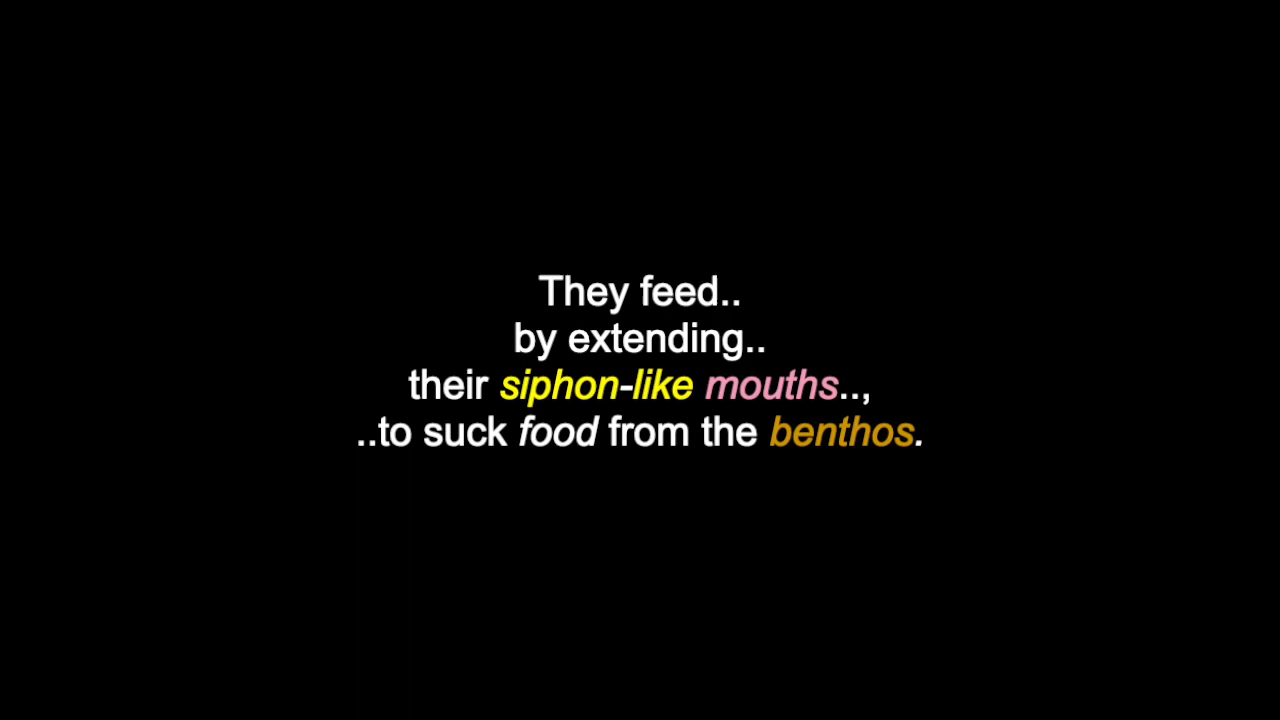 They feed..
by extending..
their siphon-like mouths..,
..to suck food from the benthos.